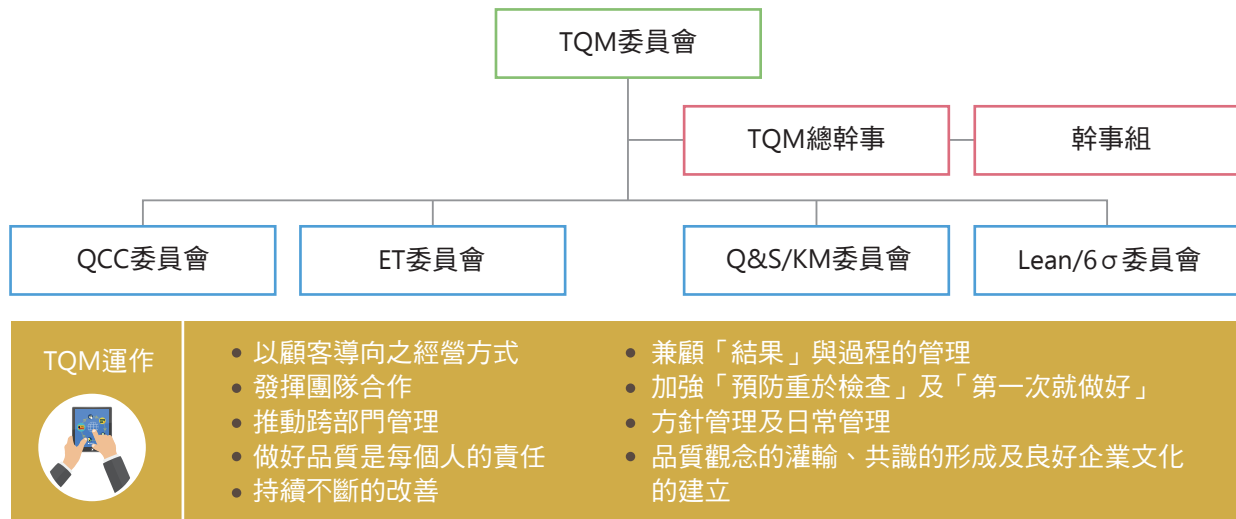 TQM委員會
TQM總幹事
幹事組
QCC委員會
ET委員會
Q&S/KM委員會
Lean/6σ委員會
TQM運作
以顧客導向之經營方式
發揮團隊合作
推動跨部門管理
做好品質是每個人的責任
持續不斷的改善
兼顧「結果」與過程的管理
加強「預防重於檢查」及「第一次就做好」
方針管理及日常管理
品質觀念的灌輸、共識的形成及良好企業文化
的建立